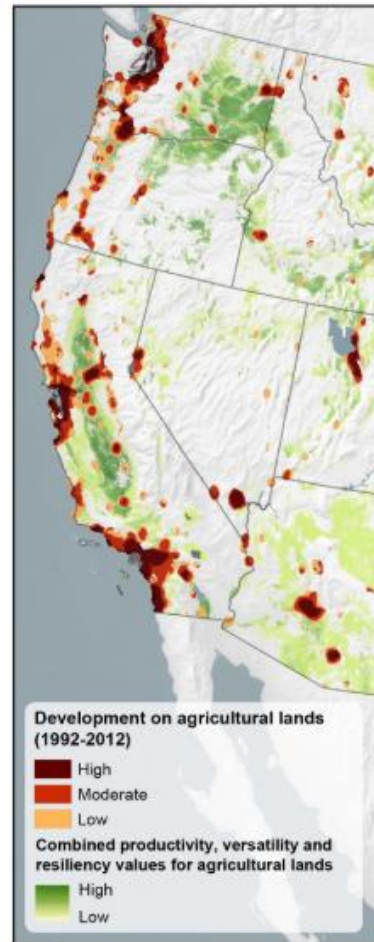 Development on agricultural lands
(1992-2012)
High
Moderate
Low
Combined productivity, versatility and
resiliency values for agricultural lands
High
Low